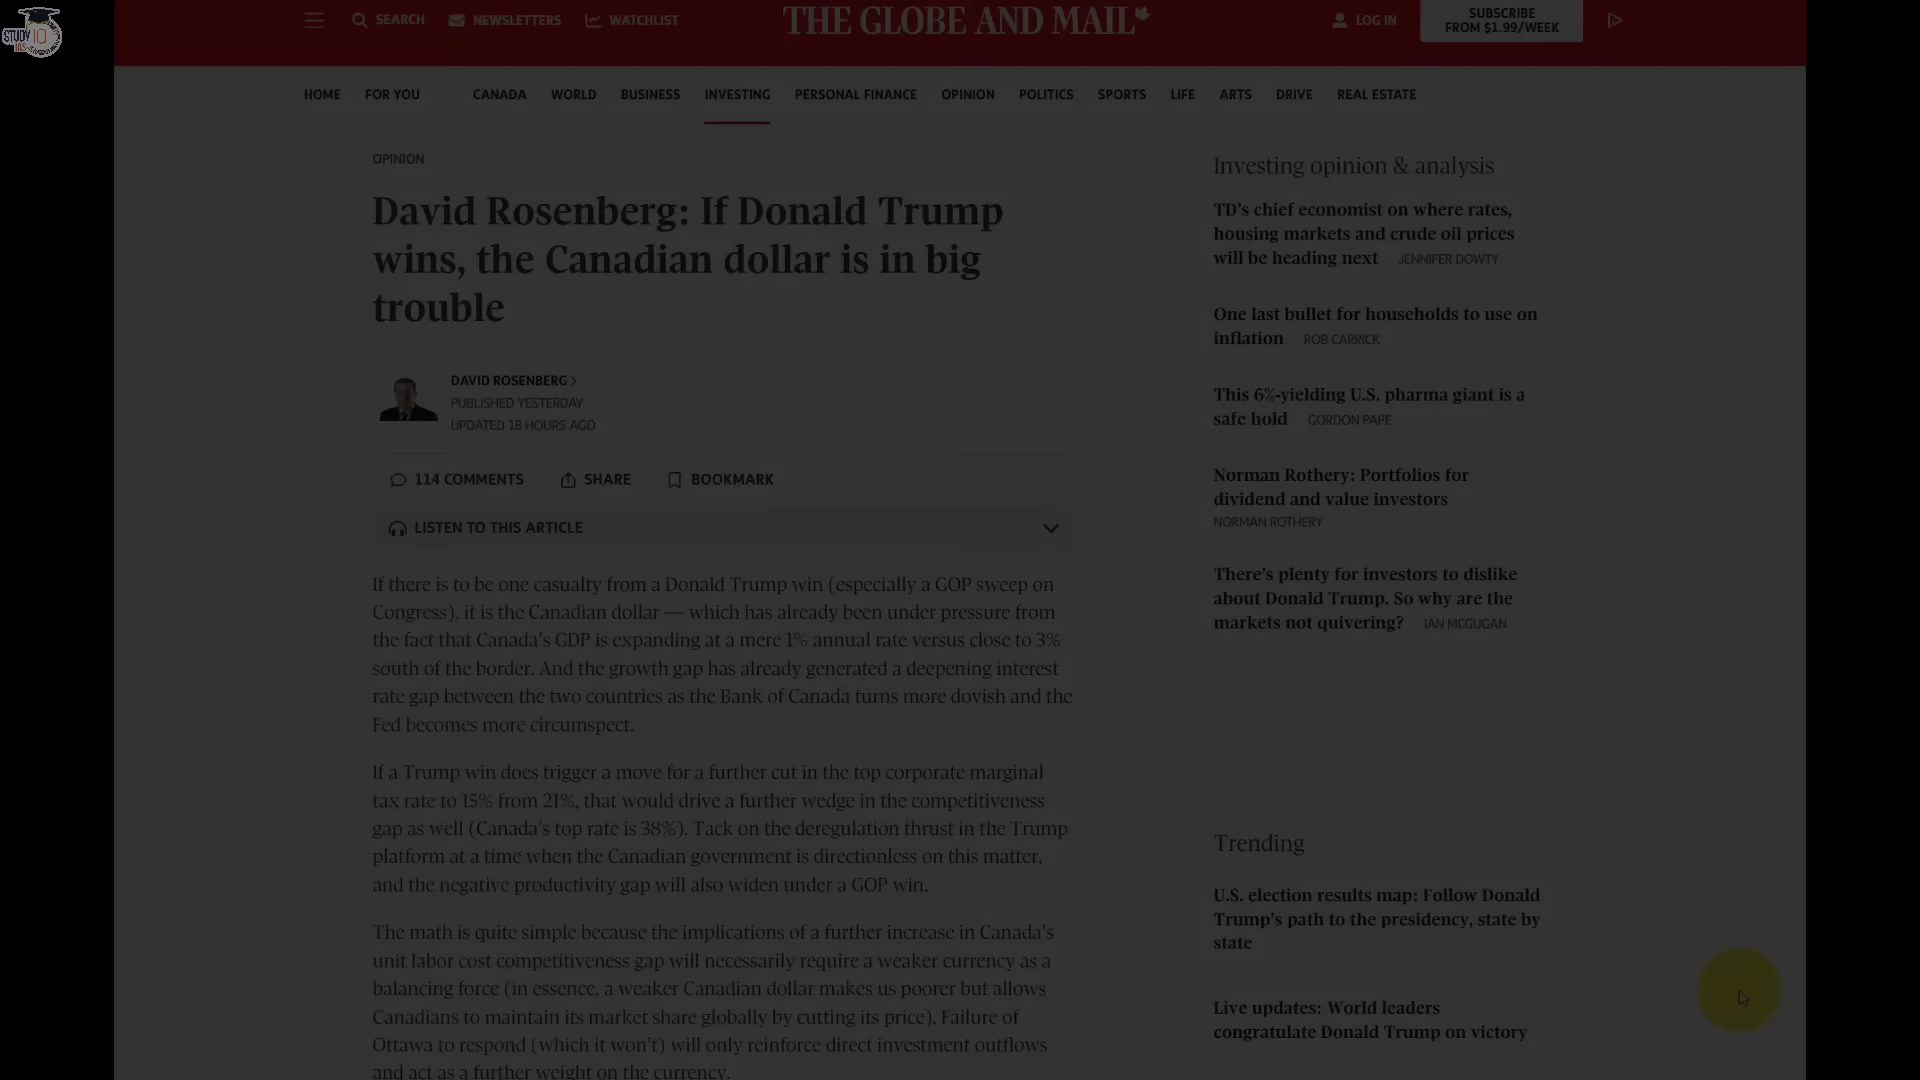 STUDY IQ
IAS
SEARCH
NEWSLETTERS
WATCHLIST
THE GLOBE AND MAIL
LOG IN
SUBSCRIBE
FROM $1.99/WEEK
HOME FOR YOU CANADA WORLD BUSINESS INVESTING PERSONAL FINANCE OPINION POLITICS SPORTS LIFE ARTS DRIVE REAL ESTATE
OPINION
David Rosenberg: If Donald Trump
wins, the Canadian dollar is in big
trouble
DAVID ROSENBERG >
PUBLISHED YESTERDAY
UPDATED 18 HOURS AGO
114 COMMENTS
SHARE
BOOKMARK
LISTEN TO THIS ARTICLE
If there is to be one casualty from a Donald Trump win (especially a GOP sweep on
Congress), it is the Canadian dollar — which has already been under pressure from
the fact that Canada's GDP is expanding at a mere 1% annual rate versus close to 3%
south of the border. And the growth gap has already generated a deepening interest
rate gap between the two countries as the Bank of Canada turns more dovish and the
Fed becomes more circumspect.
If a Trump win does trigger a move for a further cut in the top corporate marginal
tax rate to 15% from 21%, that would drive a further wedge in the competitiveness
gap as well (Canada's top rate is 38%). Tack on the deregulation thrust in the Trump
platform at a time when the Canadian government is directionless on this matter,
and the negative productivity gap will also widen under a GOP win.
The math is quite simple because the implications of a further increase in Canada's
unit labor cost competitiveness gap will necessarily require a weaker currency as a
balancing force (in essence, a weaker Canadian dollar makes us poorer but allows
Canadians to maintain its market share globally by cutting its price). Failure of
Ottawa to respond (which it won't) will only reinforce direct investment outflows
and act as a further weight on the currency.
Investing opinion & analysis
TD's chief economist on where rates,
housing markets and crude oil prices
will be heading next JENNIFER DOWTY
One last bullet for households to use on
inflation ROB CARRICK
This 6%-yielding U.S. pharma giant is a
safe hold GORDON PAPE
Norman Rothery: Portfolios for
dividend and value investors
NORMAN ROTHERY
There's plenty for investors to dislike
about Donald Trump. So why are the
markets not quivering? IAN MCGUGAN
Trending
U.S. election results map: Follow Donald
Trump's path to the presidency, state by
state
Live updates: World leaders
congratulate Donald Trump on victory